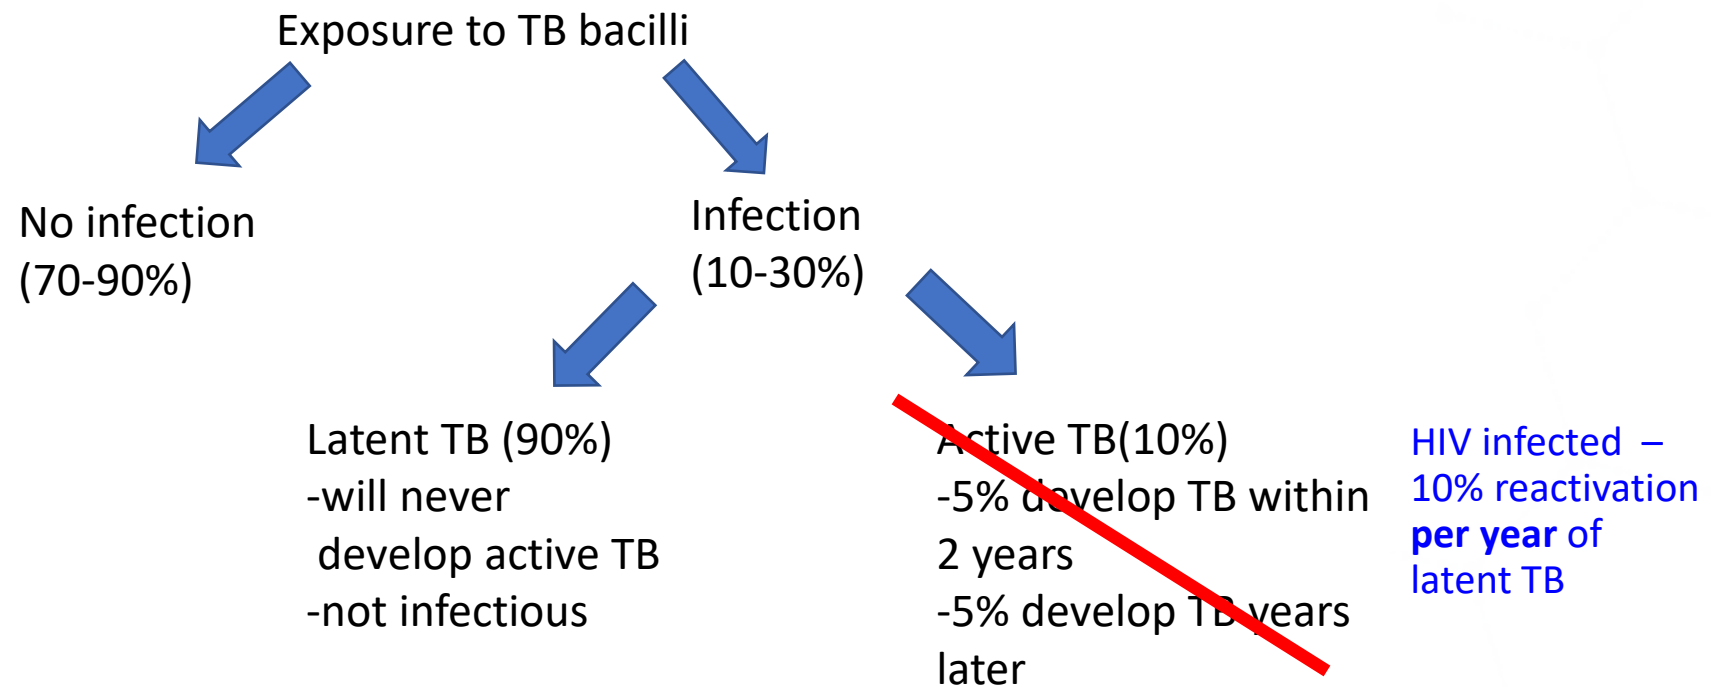 Exposure to TB bacilli
No infection
(70-90%)
Infection
(10-30%)
Latent TB (90%)
-will never
develop active TB
-not infectious
Active TB(10%)
-5% develop TB within
2 years
-5% develop TB years
later
HIV infected –
10% reactivation
per year of
latent TB